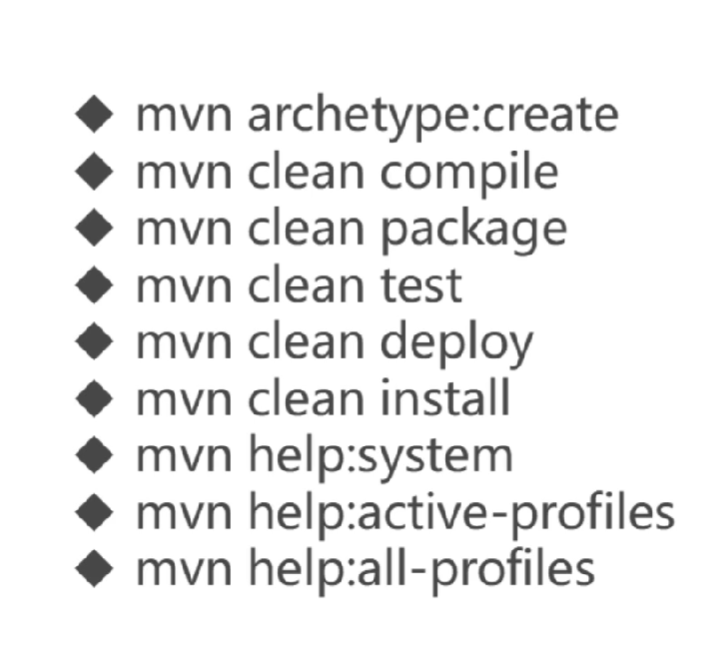 ◆ mvn archetype:create
◆ mvn clean compile
◆ mvn clean package
◆ mvn clean test
◆ mvn clean deploy
◆ mvn clean install
◆ mvn help:system
◆ mvn help:active-profiles
◆ mvn help:all-profiles